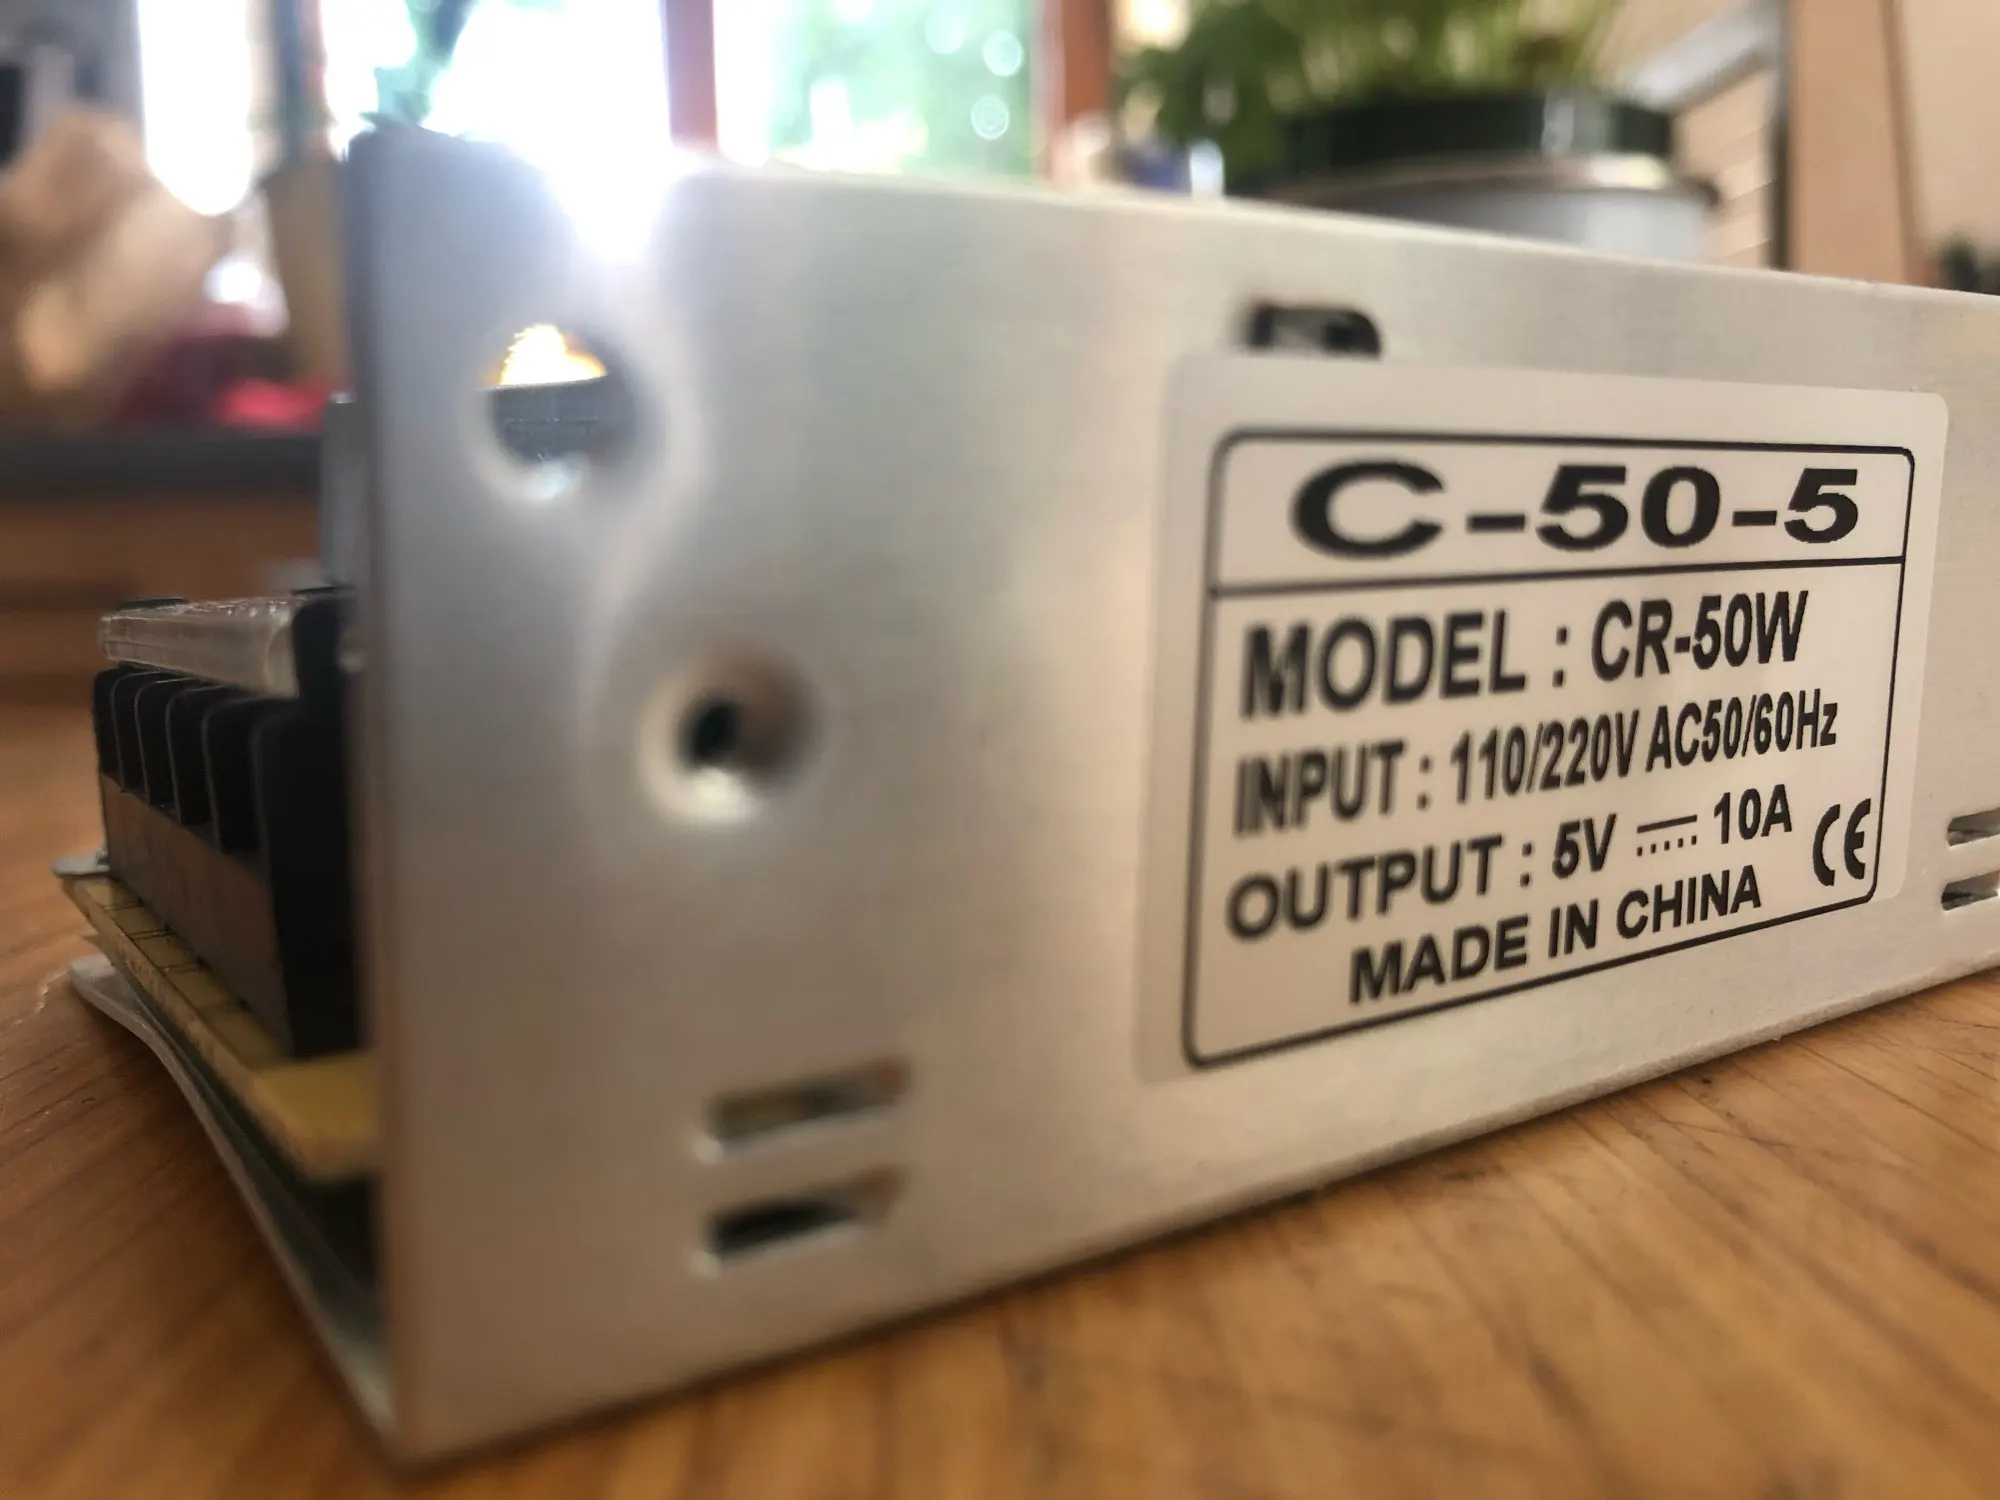 C-50-5
MODEL : CR-50W
INPUT : 110/220V AC50/60Hz
OUTPUT : 5V ⎓ 10A
MADE IN CHINA CE